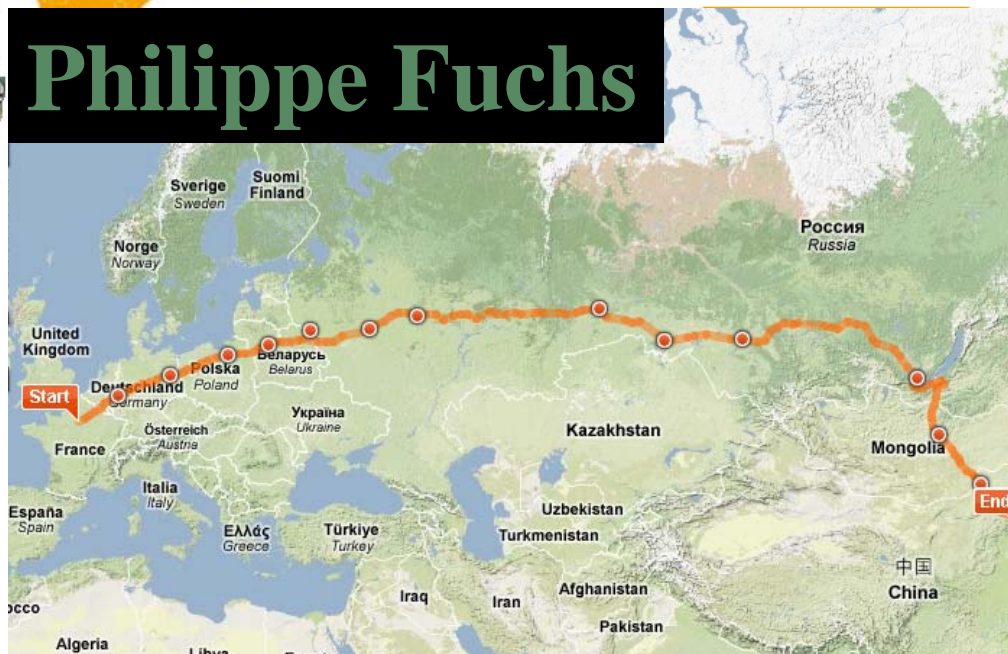 Philippe Fuchs
Sverige
Sweden
Suomi
Finland
Norge
Norway
Россия
Russia
United
Kingdom
Беларусь
Belarus
Polska
Poland
Deutschland
Germany
Start
Україна
Ukraine
Österreich
Austria
France
Kazakhstan
Mongolia
Italia
Italy
End
España
Spain
Ελλάς
Greece
Türkiye
Turkey
Uzbekistan
Turkmenistan
中国
China
Afghanistan
Iraq
Iran
occo
Pakistan
Algeria